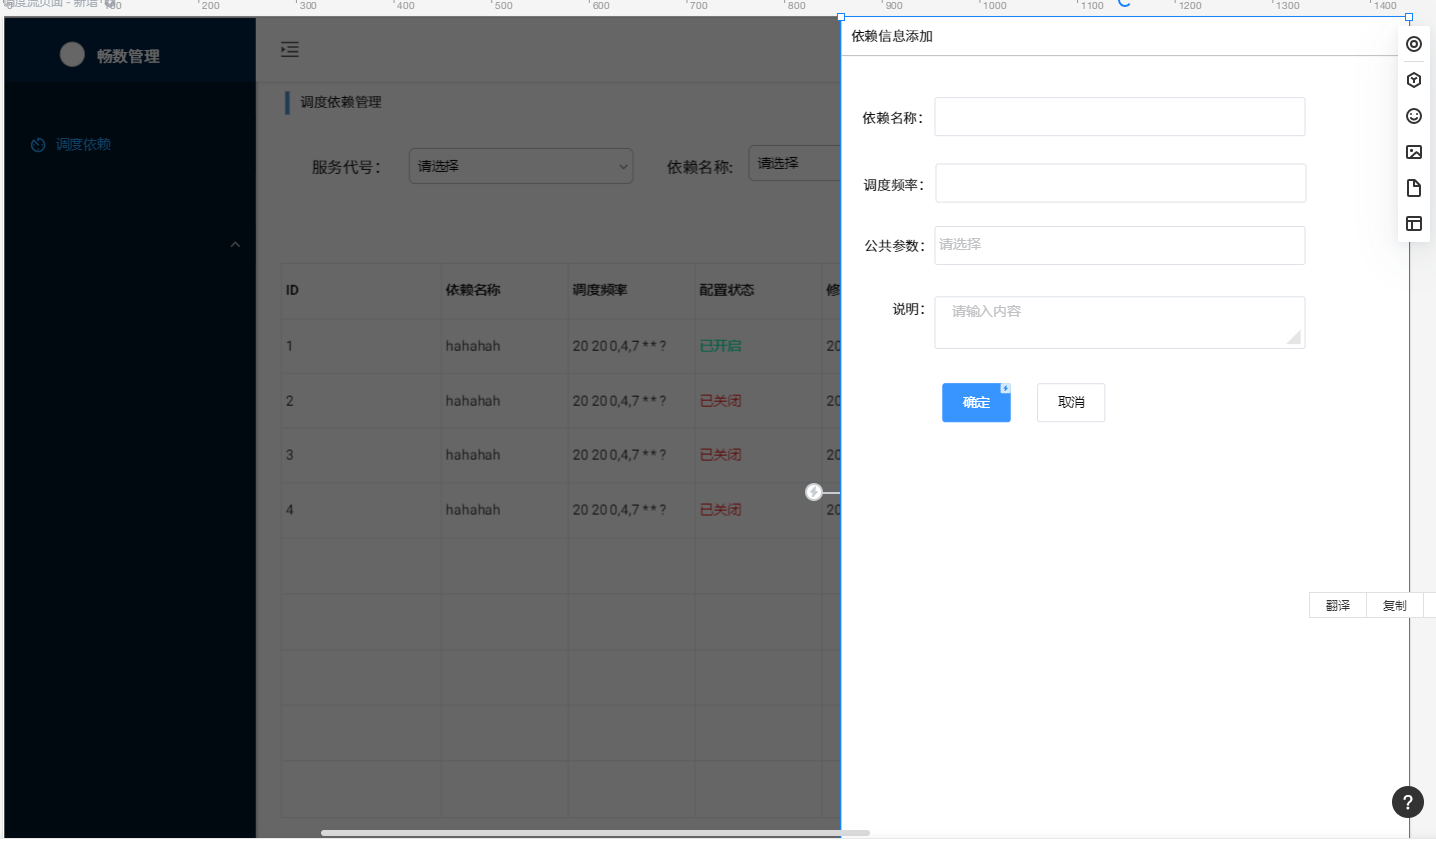 调度流页面 - 新增
0 100 200 300 400 500 600 700 800 900 1000 1100 1200 1300 1400
畅数管理
调度依赖
调度依赖管理
服务代号：
请选择
依赖名称:
请选择
ID 依赖名称 调度频率 配置状态 修
1 hahahah 20 20 0,4,7 * * ? 已开启 20
2 hahahah 20 20 0,4,7 * * ? 已关闭 20
3 hahahah 20 20 0,4,7 * * ? 已关闭 20
4 hahahah 20 20 0,4,7 * * ? 已关闭 20
依赖信息添加
依赖名称：
调度频率：
公共参数：
请选择
说明：
请输入内容
确定 取消
翻译 复制
?